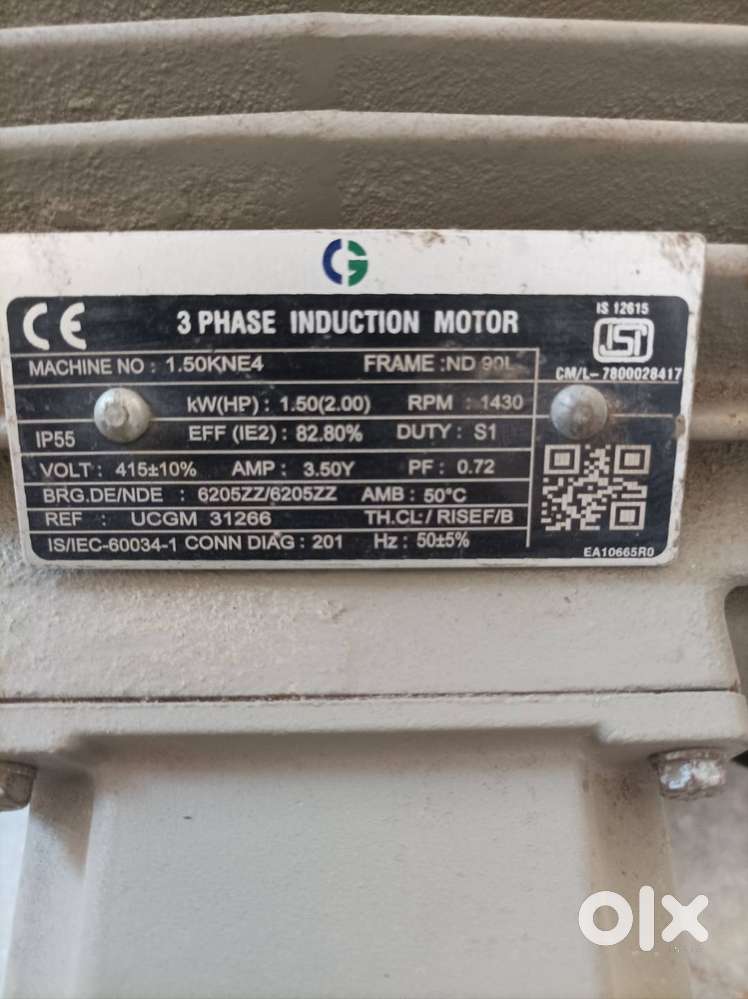 CG
CE
3 PHASE INDUCTION MOTOR
IS 12615
ISI
CM/L- 7800028417
MACHINE NO : 1.50KNE4 FRAME :ND 90L
kW(HP) : 1.50(2.00) RPM : 1430
IP55 EFF (IE2) : 82.80% DUTY : S1
VOLT : 415±10% AMP : 3.50Y PF : 0.72
BRG.DE/NDE : 6205ZZ/6205ZZ AMB : 50°C
REF : UCGM 31266 TH.CL:/ RISEF/B
IS/IEC-60034-1 CONN DIAG : 201 Hz : 50±5%
EA10665R0
olx